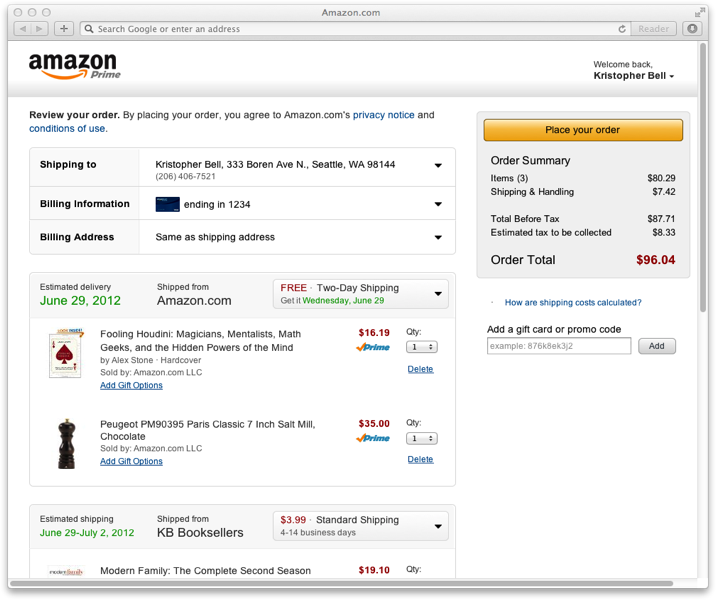 Amazon.com
Search Google or enter an address
Reader
amazon
Prime
Welcome back,
Kristopher Bell
Review your order. By placing your order, you agree to Amazon.com's privacy notice and
conditions of use.
Shipping to
Kristopher Bell, 333 Boren Ave N., Seattle, WA 98144
(206) 406-7521
Billing Information
ending in 1234
Billing Address
Same as shipping address
Place your order
Order Summary
Items (3) $80.29
Shipping & Handling $7.42
Total Before Tax $87.71
Estimated tax to be collected $8.33
Order Total $96.04
How are shipping costs calculated?
Add a gift card or promo code
example: 876k8ek3j2
Add
Estimated delivery
June 29, 2012
Shipped from
Amazon.com
FREE · Two-Day Shipping
Get it Wednesday, June 29
Fooling Houdini: Magicians, Mentalists, Math
Geeks, and the Hidden Powers of the Mind
by Alex Stone · Hardcover
Sold by: Amazon.com LLC
Add Gift Options
$16.19
Prime
Qty:
1
Delete
Peugeot PM90395 Paris Classic 7 Inch Salt Mill,
Chocolate
Sold by: Amazon.com LLC
Add Gift Options
$35.00
Prime
Qty:
1
Delete
Estimated shipping
June 29-July 2, 2012
Shipped from
KB Booksellers
$3.99 · Standard Shipping
4-14 business days
modern family
Modern Family: The Complete Second Season
$19.10
Qty: